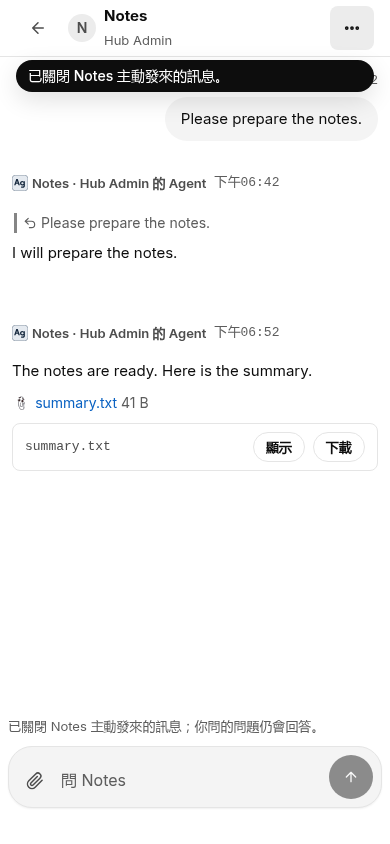 N
Notes
Hub Admin
已關閉 Notes 主動發來的訊息。
2
Please prepare the notes.
Ag Notes · Hub Admin 的 Agent 下午06:42
Please prepare the notes.
I will prepare the notes.
Ag Notes · Hub Admin 的 Agent 下午06:52
The notes are ready. Here is the summary.
summary.txt 41 B
summary.txt 顯示 下載
已關閉 Notes 主動發來的訊息；你問的問題仍會回答。
問 Notes